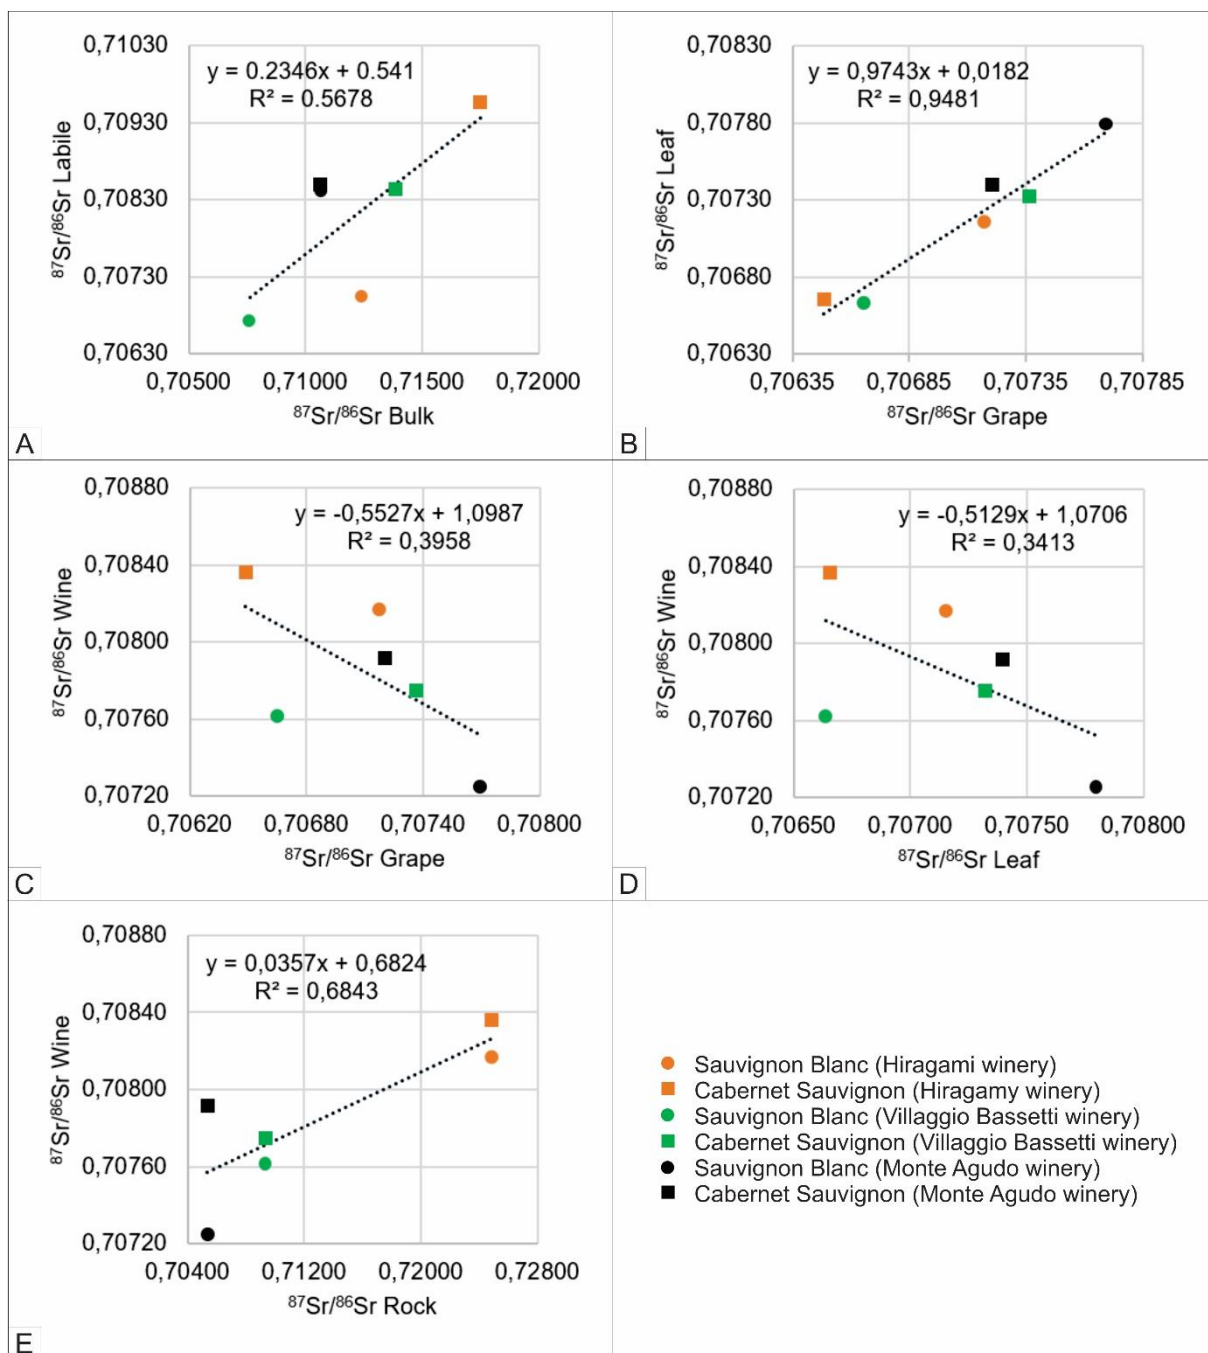 0,71030
y = 0.2346x + 0.541
R² = 0.5678
0,70930
0,70830
0,70730
0,70630
⁸⁷Sr/⁸⁶Sr Labile
0,70500 0,71000 0,71500 0,72000
⁸⁷Sr/⁸⁶Sr Bulk
A
0,70830
y = 0,9743x + 0,0182
R² = 0,9481
0,70780
0,70730
0,70680
0,70630
⁸⁷Sr/⁸⁶Sr Leaf
0,70635 0,70685 0,70735 0,70785
⁸⁷Sr/⁸⁶Sr Grape
B
0,70880
y = -0,5527x + 1,0987
R² = 0,3958
0,70840
0,70800
0,70760
0,70720
⁸⁷Sr/⁸⁶Sr Wine
0,70620 0,70680 0,70740 0,70800
⁸⁷Sr/⁸⁶Sr Grape
C
0,70880
y = -0,5129x + 1,0706
R² = 0,3413
0,70840
0,70800
0,70760
0,70720
⁸⁷Sr/⁸⁶Sr Wine
0,70650 0,70700 0,70750 0,70800
⁸⁷Sr/⁸⁶Sr Leaf
D
0,70880
y = 0,0357x + 0,6824
R² = 0,6843
0,70840
0,70800
0,70760
0,70720
⁸⁷Sr/⁸⁶Sr Wine
0,70400 0,71200 0,72000 0,72800
⁸⁷Sr/⁸⁶Sr Rock
E
Sauvignon Blanc (Hiragami winery)
Cabernet Sauvignon (Hiragamy winery)
Sauvignon Blanc (Villaggio Bassetti winery)
Cabernet Sauvignon (Villaggio Bassetti winery)
Sauvignon Blanc (Monte Agudo winery)
Cabernet Sauvignon (Monte Agudo winery)